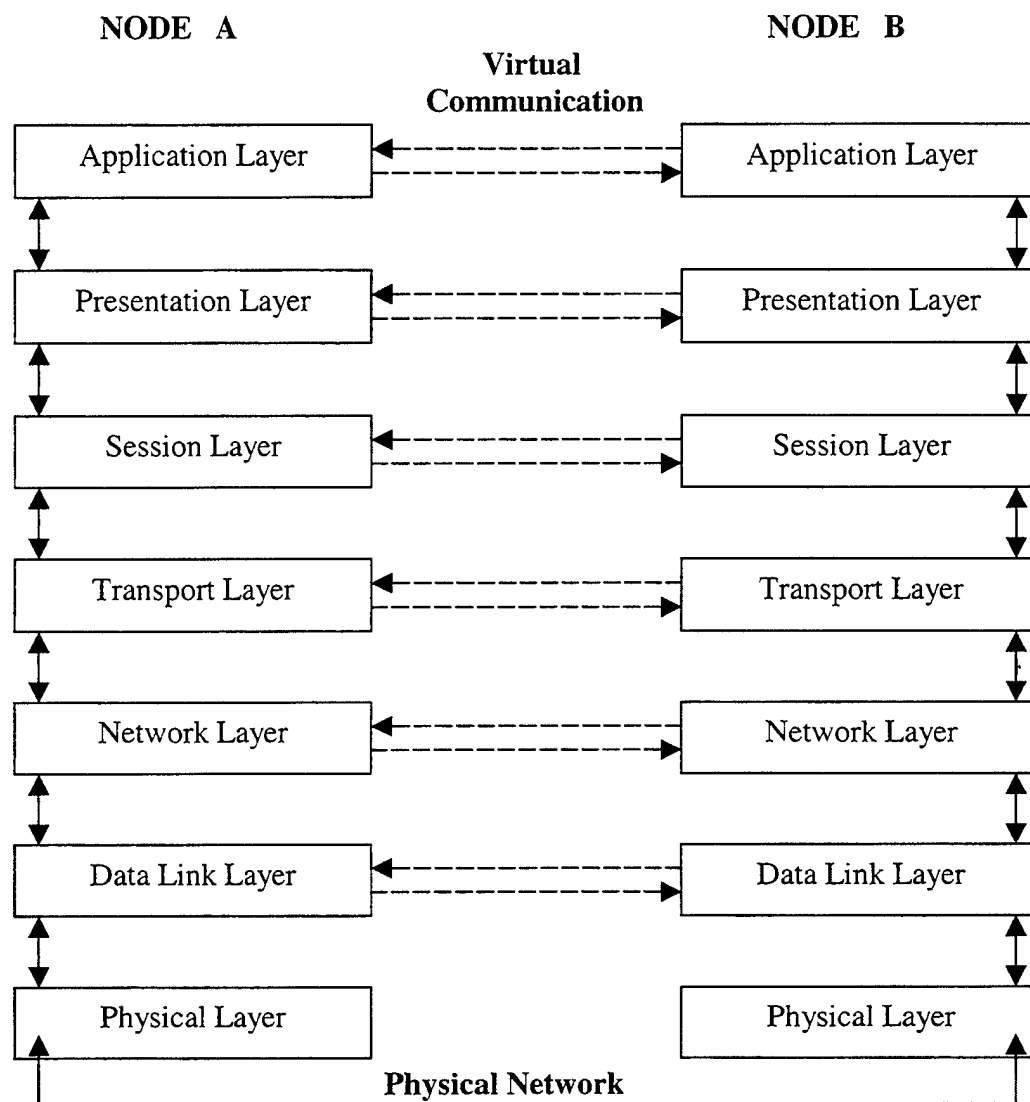 NODE A
NODE B
Virtual
Communication
Application Layer
Application Layer
Presentation Layer
Presentation Layer
Session Layer
Session Layer
Transport Layer
Transport Layer
Network Layer
Network Layer
Data Link Layer
Data Link Layer
Physical Layer
Physical Layer
Physical Network